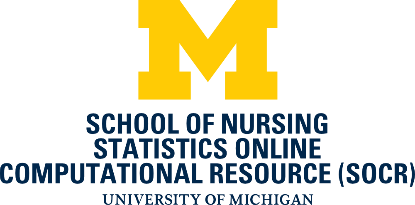 M
SCHOOL OF NURSING
STATISTICS ONLINE
COMPUTATIONAL RESOURCE (SOCR)
UNIVERSITY OF MICHIGAN